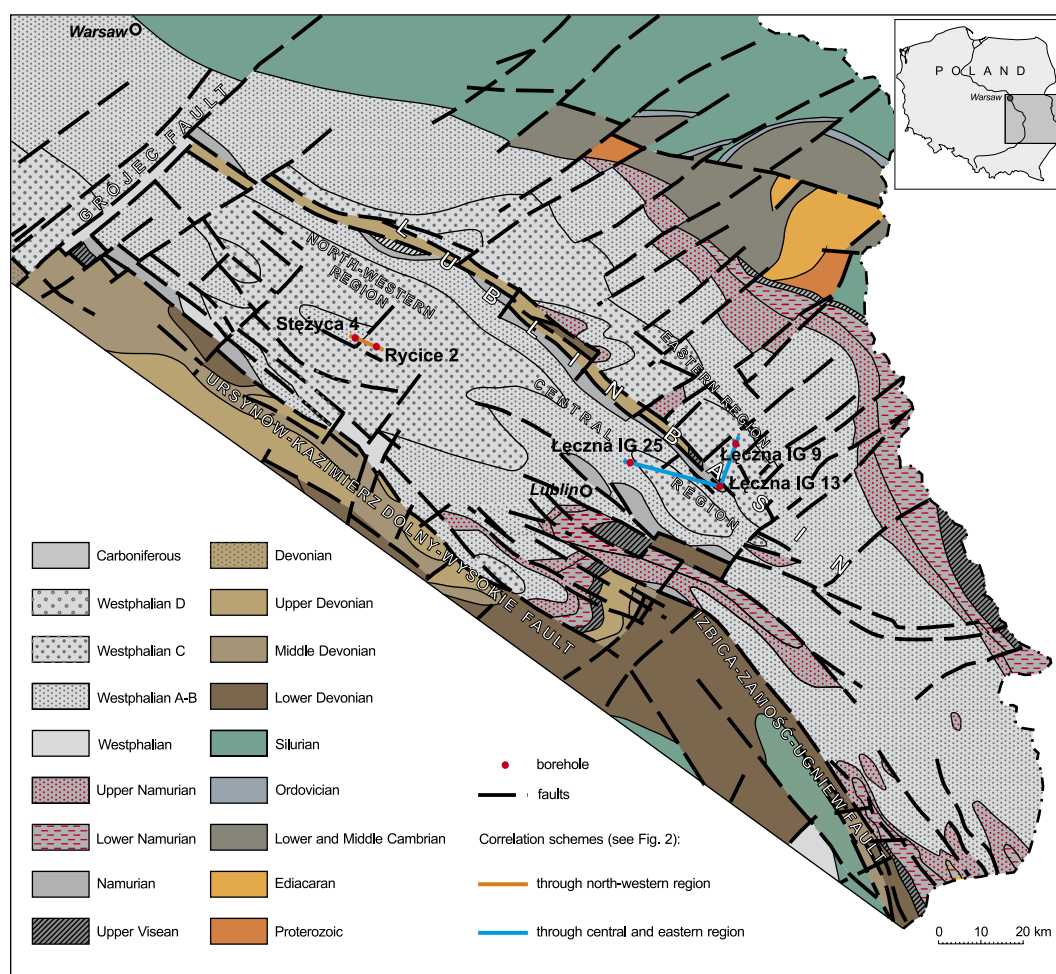 Warsaw
POLAND
Warsaw
GRÓJEC FAULT
LUBLIN BASIN
NORTH-WESTERN
REGION
Stężyca 4
Rycice 2
EASTERN REGION
CENTRAL
REGION
Łęczna IG 25
Łęczna IG 9
Łęczna IG 13
Lublin
URSYNÓW-KAZIMIERZ DOLNY-WYSOKIE FAULT
IZBICA-ZAMOŚĆ-UGNIEW FAULT
Carboniferous
Westphalian D
Westphalian C
Westphalian A-B
Westphalian
Upper Namurian
Lower Namurian
Namurian
Upper Visean
Devonian
Upper Devonian
Middle Devonian
Lower Devonian
Silurian
Ordovician
Lower and Middle Cambrian
Ediacaran
Proterozoic
borehole
faults
Correlation schemes (see Fig. 2):
through north-western region
through central and eastern region
0 10 20 km